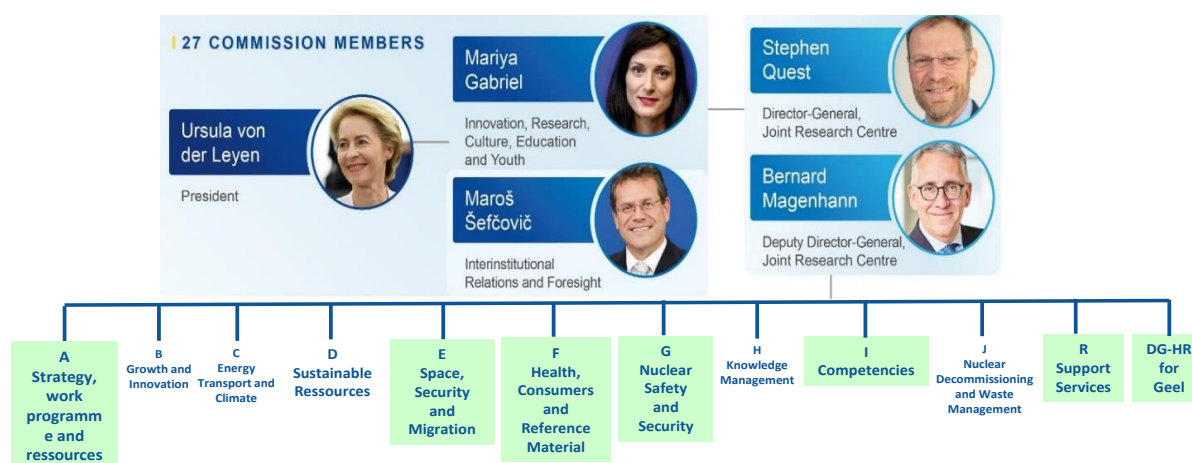 27 COMMISSION MEMBERS
Ursula von
der Leyen
President
Mariya
Gabriel
Innovation, Research,
Culture, Education
and Youth
Maroš
Šefčovič
Interinstitutional
Relations and Foresight
Stephen
Quest
Director-General,
Joint Research Centre
Bernard
Magenhann
Deputy Director-General,
Joint Research Centre
A
Strategy,
work
programm
e and
ressources
B
Growth and
Innovation
C
Energy
Transport and
Climate
D
Sustainable
Ressources
E
Space,
Security
and
Migration
F
Health,
Consumers
and
Reference
Material
G
Nuclear
Safety
and
Security
H
Knowledge
Management
I
Competencies
J
Nuclear
Decommissioning
and Waste
Management
R
Support
Services
DG-HR
for
Geel